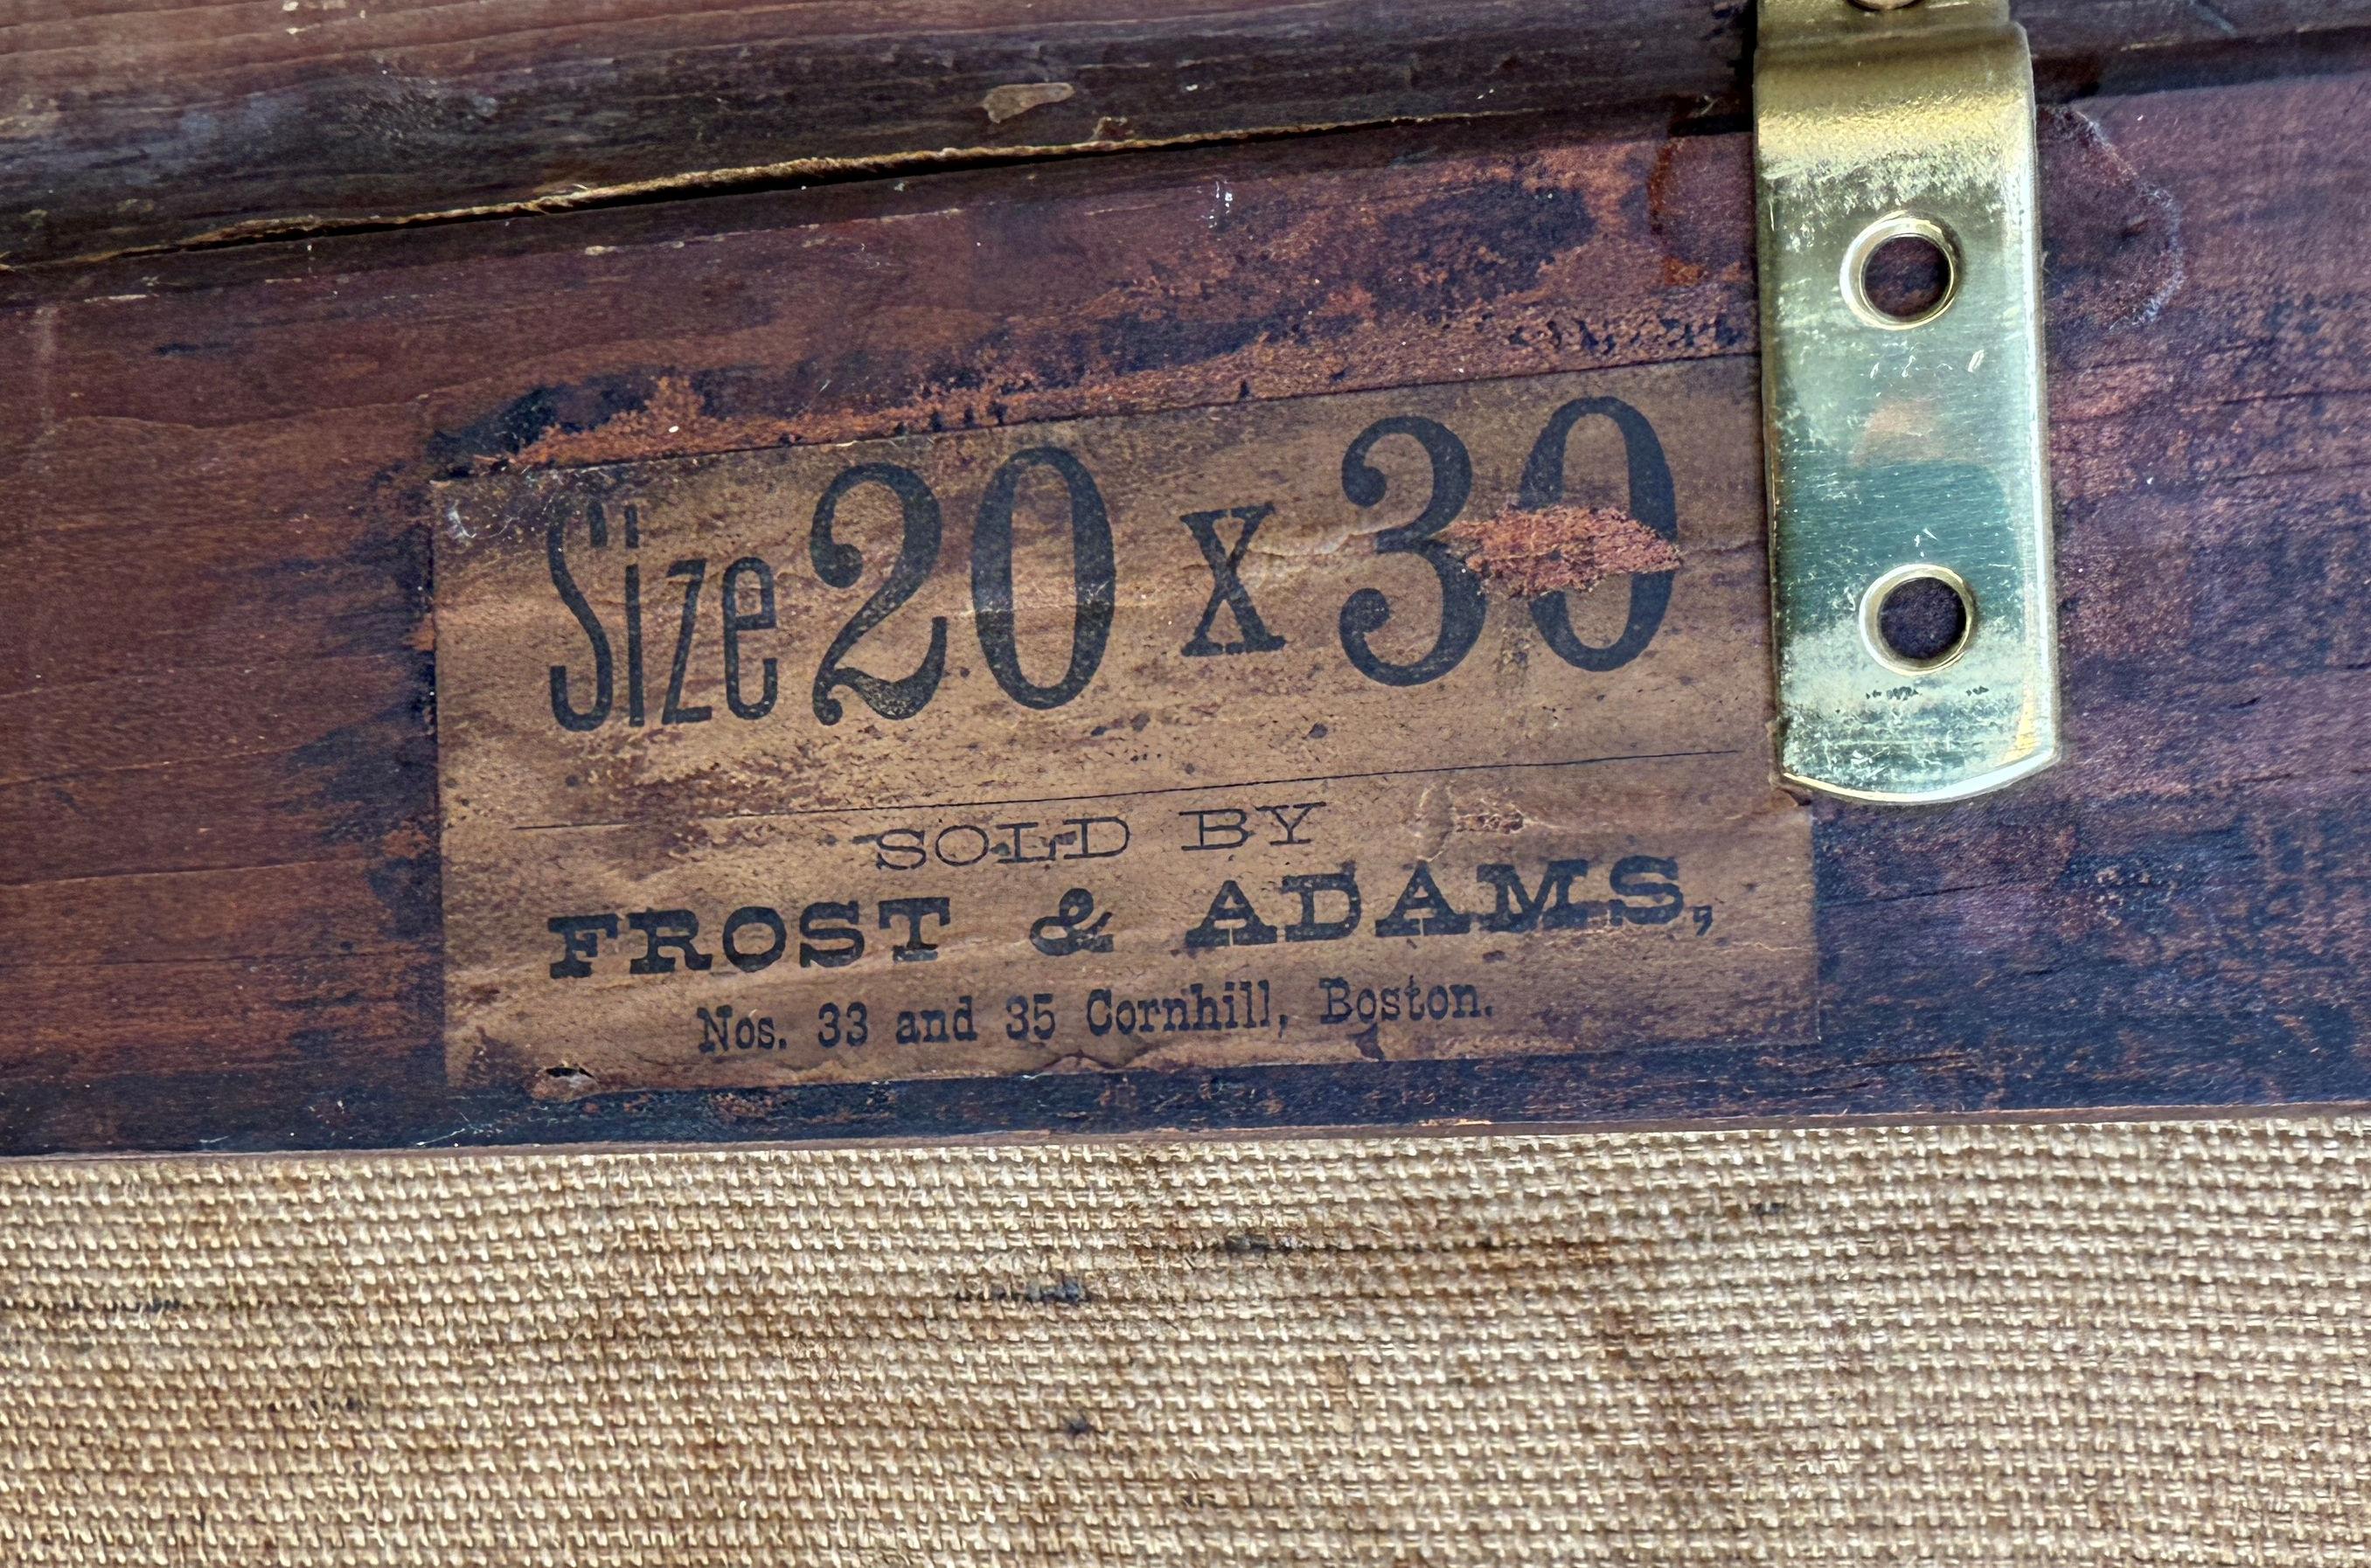 Size 20 x 30
SOLD BY
FROST & ADAMS,
Nos. 33 and 35 Cornhill, Boston.